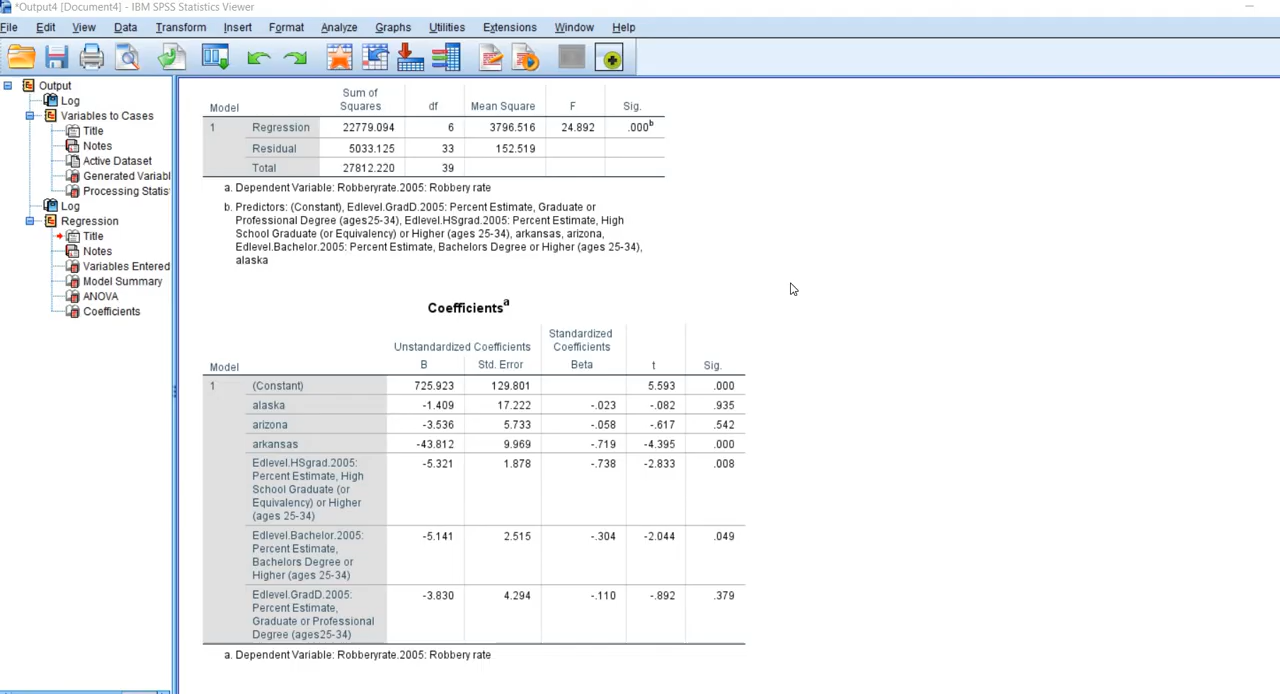 *Output4 [Document4] - IBM SPSS Statistics Viewer
File Edit View Data Transform Insert Format Analyze Graphs Utilities Extensions Window Help
Output
Log
Variables to Cases
Title
Notes
Active Dataset
Generated Variabl
Processing Statis
Log
Regression
Title
Notes
Variables Entered
Model Summary
ANOVA
Coefficients
Model Sum of Squares df Mean Square F Sig.
1 Regression 22779.094 6 3796.516 24.892 .000b
Residual 5033.125 33 152.519
Total 27812.220 39
a. Dependent Variable: Robberyrate.2005: Robbery rate
b. Predictors: (Constant), Edlevel.GradD.2005: Percent Estimate, Graduate or
Professional Degree (ages25-34), Edlevel.HSgrad.2005: Percent Estimate, High
School Graduate (or Equivalency) or Higher (ages 25-34), arkansas, arizona,
Edlevel.Bachelor.2005: Percent Estimate, Bachelors Degree or Higher (ages 25-34),
alaska
Coefficientsa
Unstandardized Coefficients Standardized Coefficients
Model B Std. Error Beta t Sig.
1 (Constant) 725.923 129.801 5.593 .000
alaska -1.409 17.222 -.023 -.082 .935
arizona -3.536 5.733 -.058 -.617 .542
arkansas -43.812 9.969 -.719 -4.395 .000
Edlevel.HSgrad.2005: -5.321 1.878 -.738 -2.833 .008
Percent Estimate, High
School Graduate (or
Equivalency) or Higher
(ages 25-34)
Edlevel.Bachelor.2005: -5.141 2.515 -.304 -2.044 .049
Percent Estimate,
Bachelors Degree or
Higher (ages 25-34)
Edlevel.GradD.2005: -3.830 4.294 -.110 -.892 .379
Percent Estimate,
Graduate or Professional
Degree (ages25-34)
a. Dependent Variable: Robberyrate.2005: Robbery rate